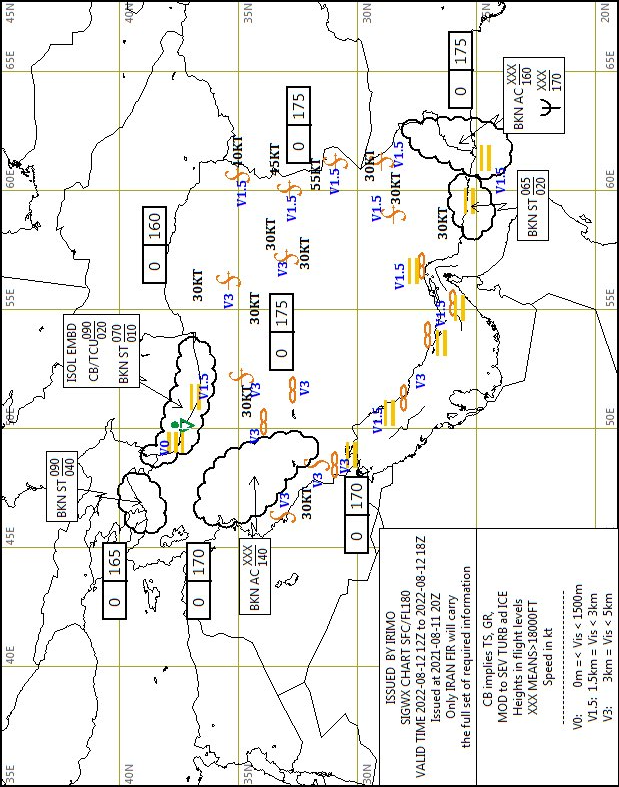 35E
40E
45E
50E
55E
60E
65E
45N
BKN ST 090
040
ISOL EMBD
CB/TCU 090
020
BKN ST 070
010
0 165
40N
40N
0 160
V0
0 170
V1.5
30KT
V3
40KT
V1.5
35N
35N
BKN AC XXX
140
30KT
V3
V3
30KT
30KT
V3
45KT
V1.5
0 175
0 175
V3
30KT
V3
V3
V3
30KT
55KT
V1.5
0 170
30N
30N
V1.5
V1.5
30KT
30KT
V1.5
V3
V1.5
V1.5
30KT
0 175
V1.5
BKN ST 065
020
BKN AC XXX
160
XXX
170
20N
ISSUED BY IRIMO
SIGWX CHART SFC/FL180
VALID TIME 2022-08-12 12Z to 2022-08-12 18Z
Issued at 2021-08-11 20Z
Only IRAN FIR will carry
the full set of required information
CB implies TS, GR,
MOD to SEV TURB ad ICE
Heights in flight levels
XXX MEANS>18000FT
Speed in kt
--------------------
V0: 0m = < Vis < 1500m
V1.5: 1.5km = Vis < 3km
V3: 3km = Vis < 5km